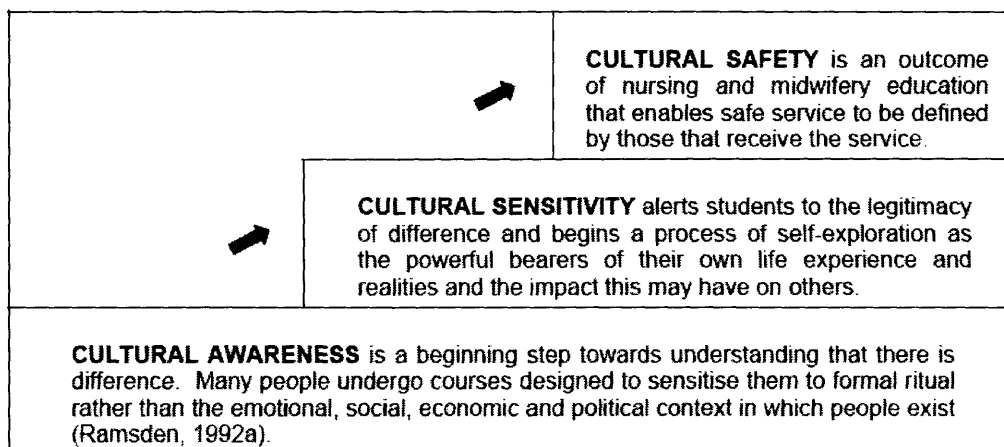 CULTURAL SAFETY is an outcome
of nursing and midwifery education
that enables safe service to be defined
by those that receive the service.
CULTURAL SENSITIVITY alerts students to the legitimacy
of difference and begins a process of self-exploration as
the powerful bearers of their own life experience and
realities and the impact this may have on others.
CULTURAL AWARENESS is a beginning step towards understanding that there is
difference. Many people undergo courses designed to sensitise them to formal ritual
rather than the emotional, social, economic and political context in which people exist
(Ramsden, 1992a).